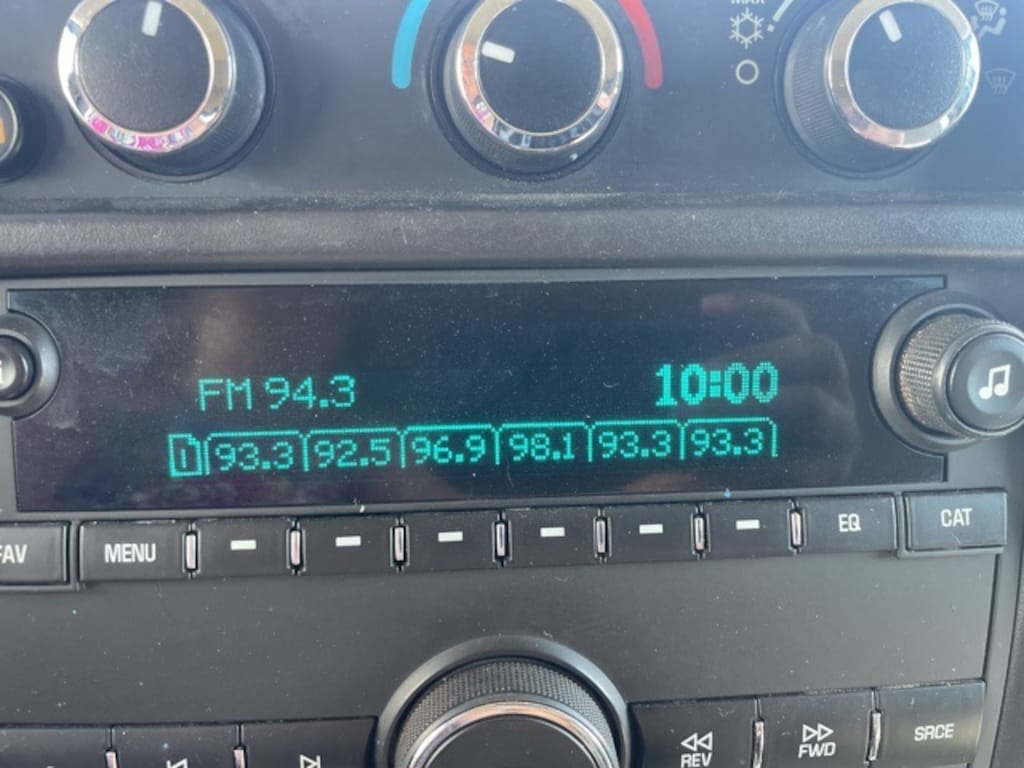 MAX
FM 94.3 10:00
1 93.3 92.5 96.9 98.1 93.3 93.3
FAV MENU EQ CAT
REV FWD SRCE